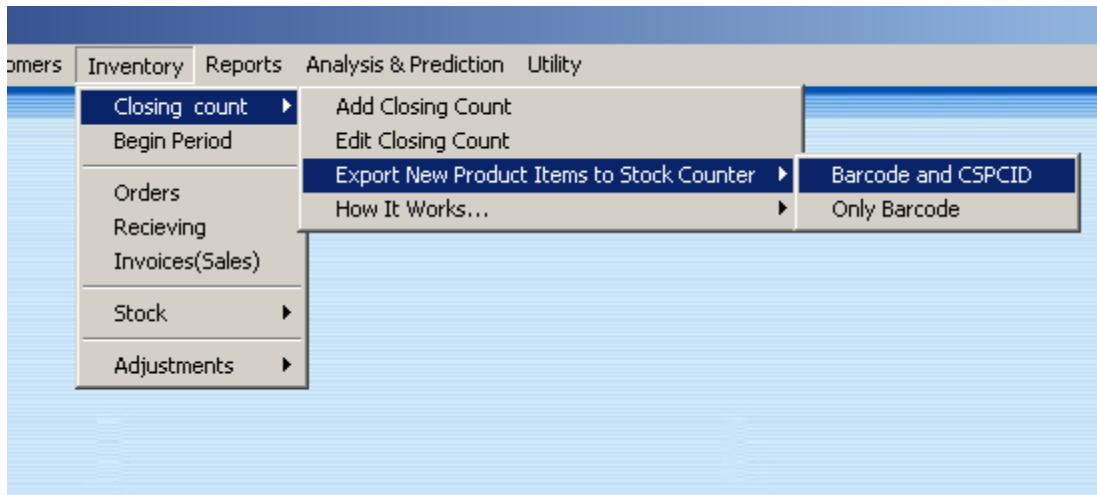 omers Inventory Reports Analysis & Prediction Utility
Closing count
Begin Period
Orders
Recieving
Invoices(Sales)
Stock
Adjustments
Add Closing Count
Edit Closing Count
Export New Product Items to Stock Counter
How It Works...
Barcode and CSPCID
Only Barcode